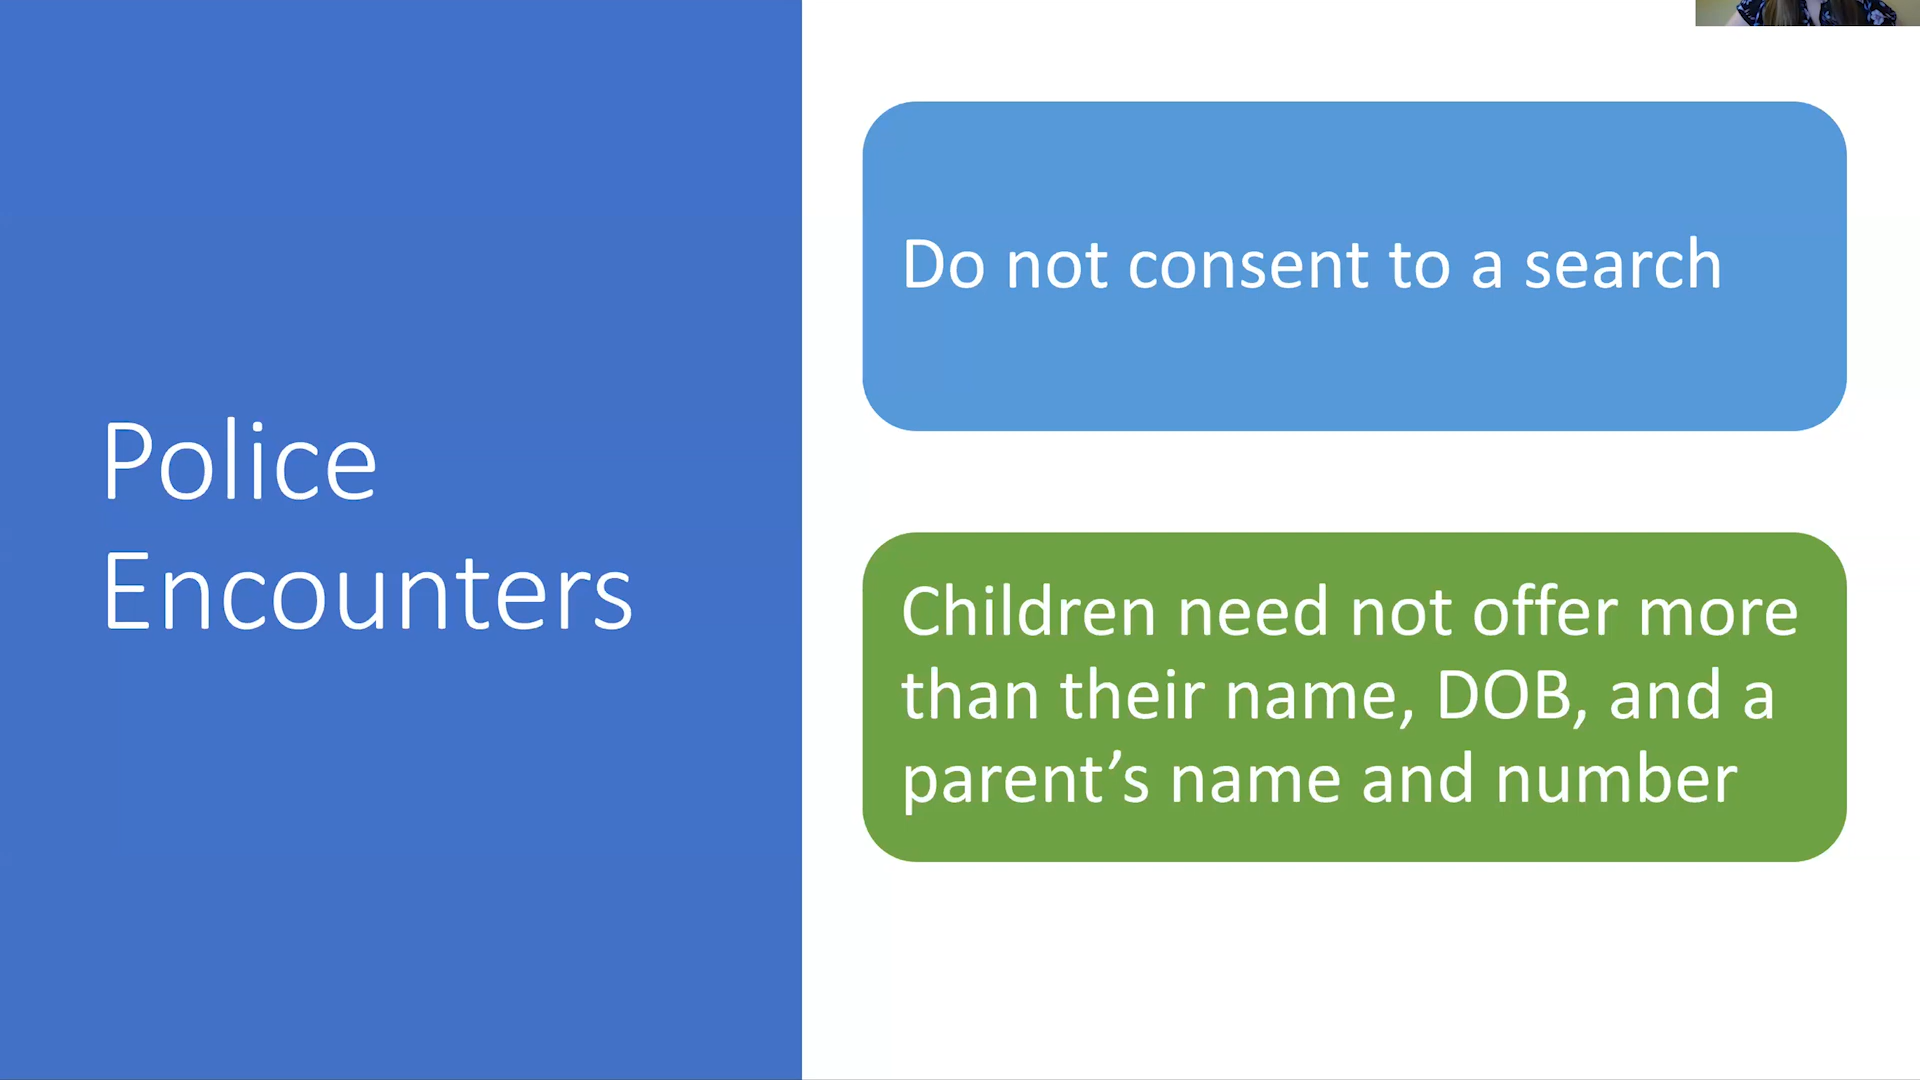 Police
Encounters
Do not consent to a search
Children need not offer more
than their name, DOB, and a
parent’s name and number